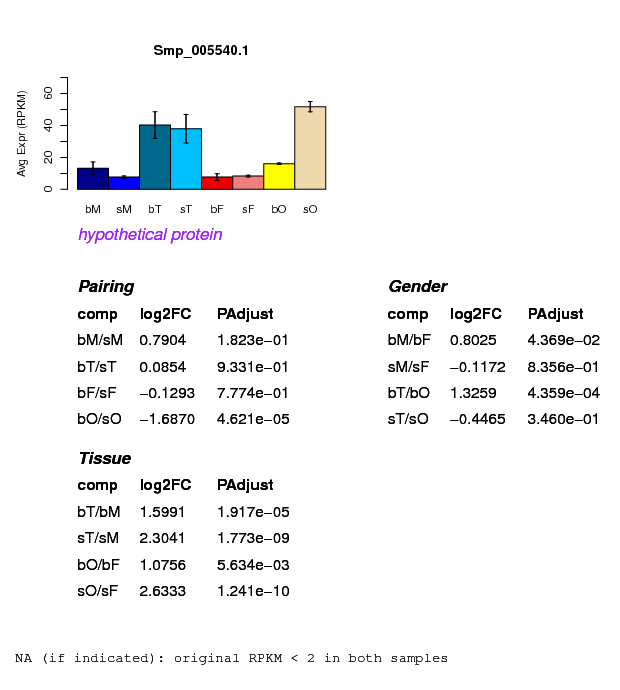 Smp_005540.1
Avg Expr (RPKM)
60
40
20
0
bM sM bT sT bF sF bO sO
hypothetical protein
Pairing
comp log2FC PAdjust
bM/sM 0.7904 1.823e−01
bT/sT 0.0854 9.331e−01
bF/sF −0.1293 7.774e−01
bO/sO −1.6870 4.621e−05
Gender
comp log2FC PAdjust
bM/bF 0.8025 4.369e−02
sM/sF −0.1172 8.356e−01
bT/bO 1.3259 4.359e−04
sT/sO −0.4465 3.460e−01
Tissue
comp log2FC PAdjust
bT/bM 1.5991 1.917e−05
sT/sM 2.3041 1.773e−09
bO/bF 1.0756 5.634e−03
sO/sF 2.6333 1.241e−10
NA (if indicated): original RPKM < 2 in both samples